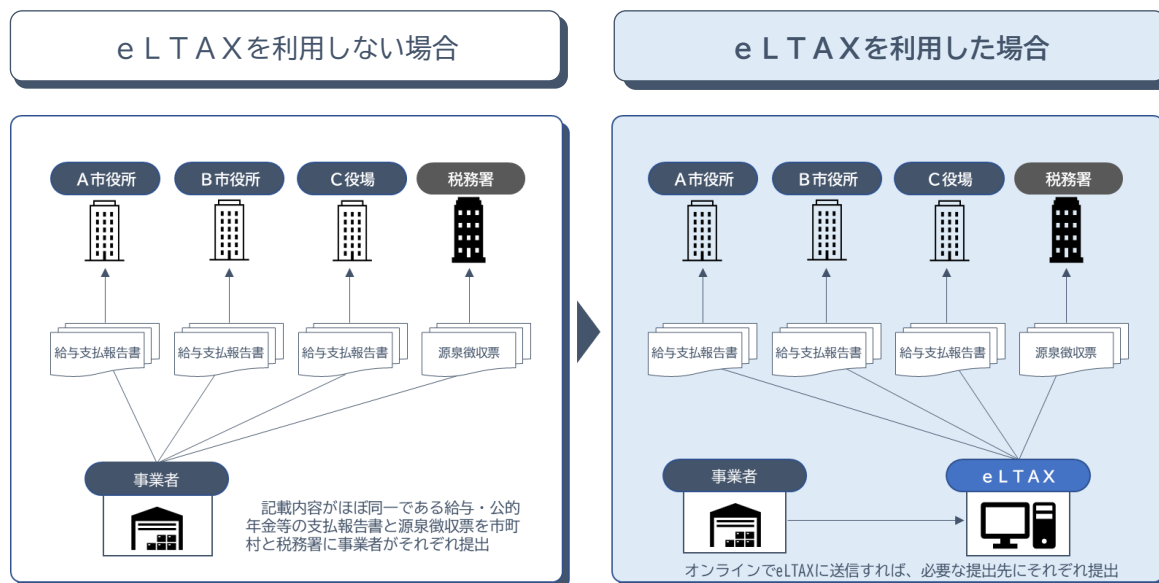 ｅＬＴＡＸを利用しない場合
Ａ市役所
Ｂ市役所
Ｃ役場
税務署
給与支払報告書
給与支払報告書
給与支払報告書
源泉徴収票
事業者
　記載内容がほぼ同一である給与・公的
年金等の支払報告書と源泉徴収票を市町
村と税務署に事業者がそれぞれ提出
ｅＬＴＡＸを利用した場合
Ａ市役所
Ｂ市役所
Ｃ役場
税務署
給与支払報告書
給与支払報告書
給与支払報告書
源泉徴収票
事業者
ｅＬＴＡＸ
オンラインでeLTAXに送信すれば、必要な提出先にそれぞれ提出